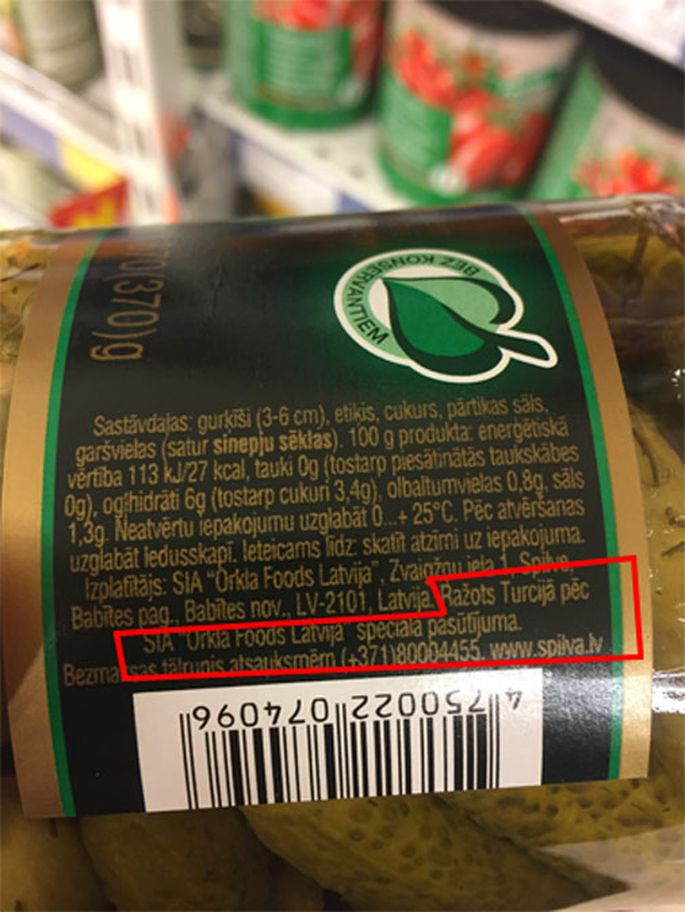 370(370)g
BEZ KONSERVANTIEM
Sastāvdaļas: gurķīši (3-6 cm), etiķis, cukurs, pārtikas sāls,
garšvielas (satur sinepju sēklas). 100 g produkta: enerģētiskā
vērtība 113 kJ/27 kcal, tauki 0g (tostarp piesātinātās taukskābes
0g), ogļhidrāti 6g (tostarp cukuri 3,4g), olbaltumvielas 0,8g, sāls
1,3g. Neatvērtu iepakojumu uzglabāt 0...+ 25°C. Pēc atvēršanas
uzglabāt ledusskapī. Ieteicams līdz: skatīt atzīmi uz iepakojuma.
Izplatītājs: SIA "Orkla Foods Latvija", Zvaigžņu iela 1, Spilve,
Babītes pag., Babītes nov., LV-2101, Latvija. Ražots Turcijā pēc
SIA "Orkla Foods Latvija" speciāla pasūtījuma.
Bezmaksas tālrunis atsauksmēm (+371)80004455. www.spilva.lv
4 750022 074096